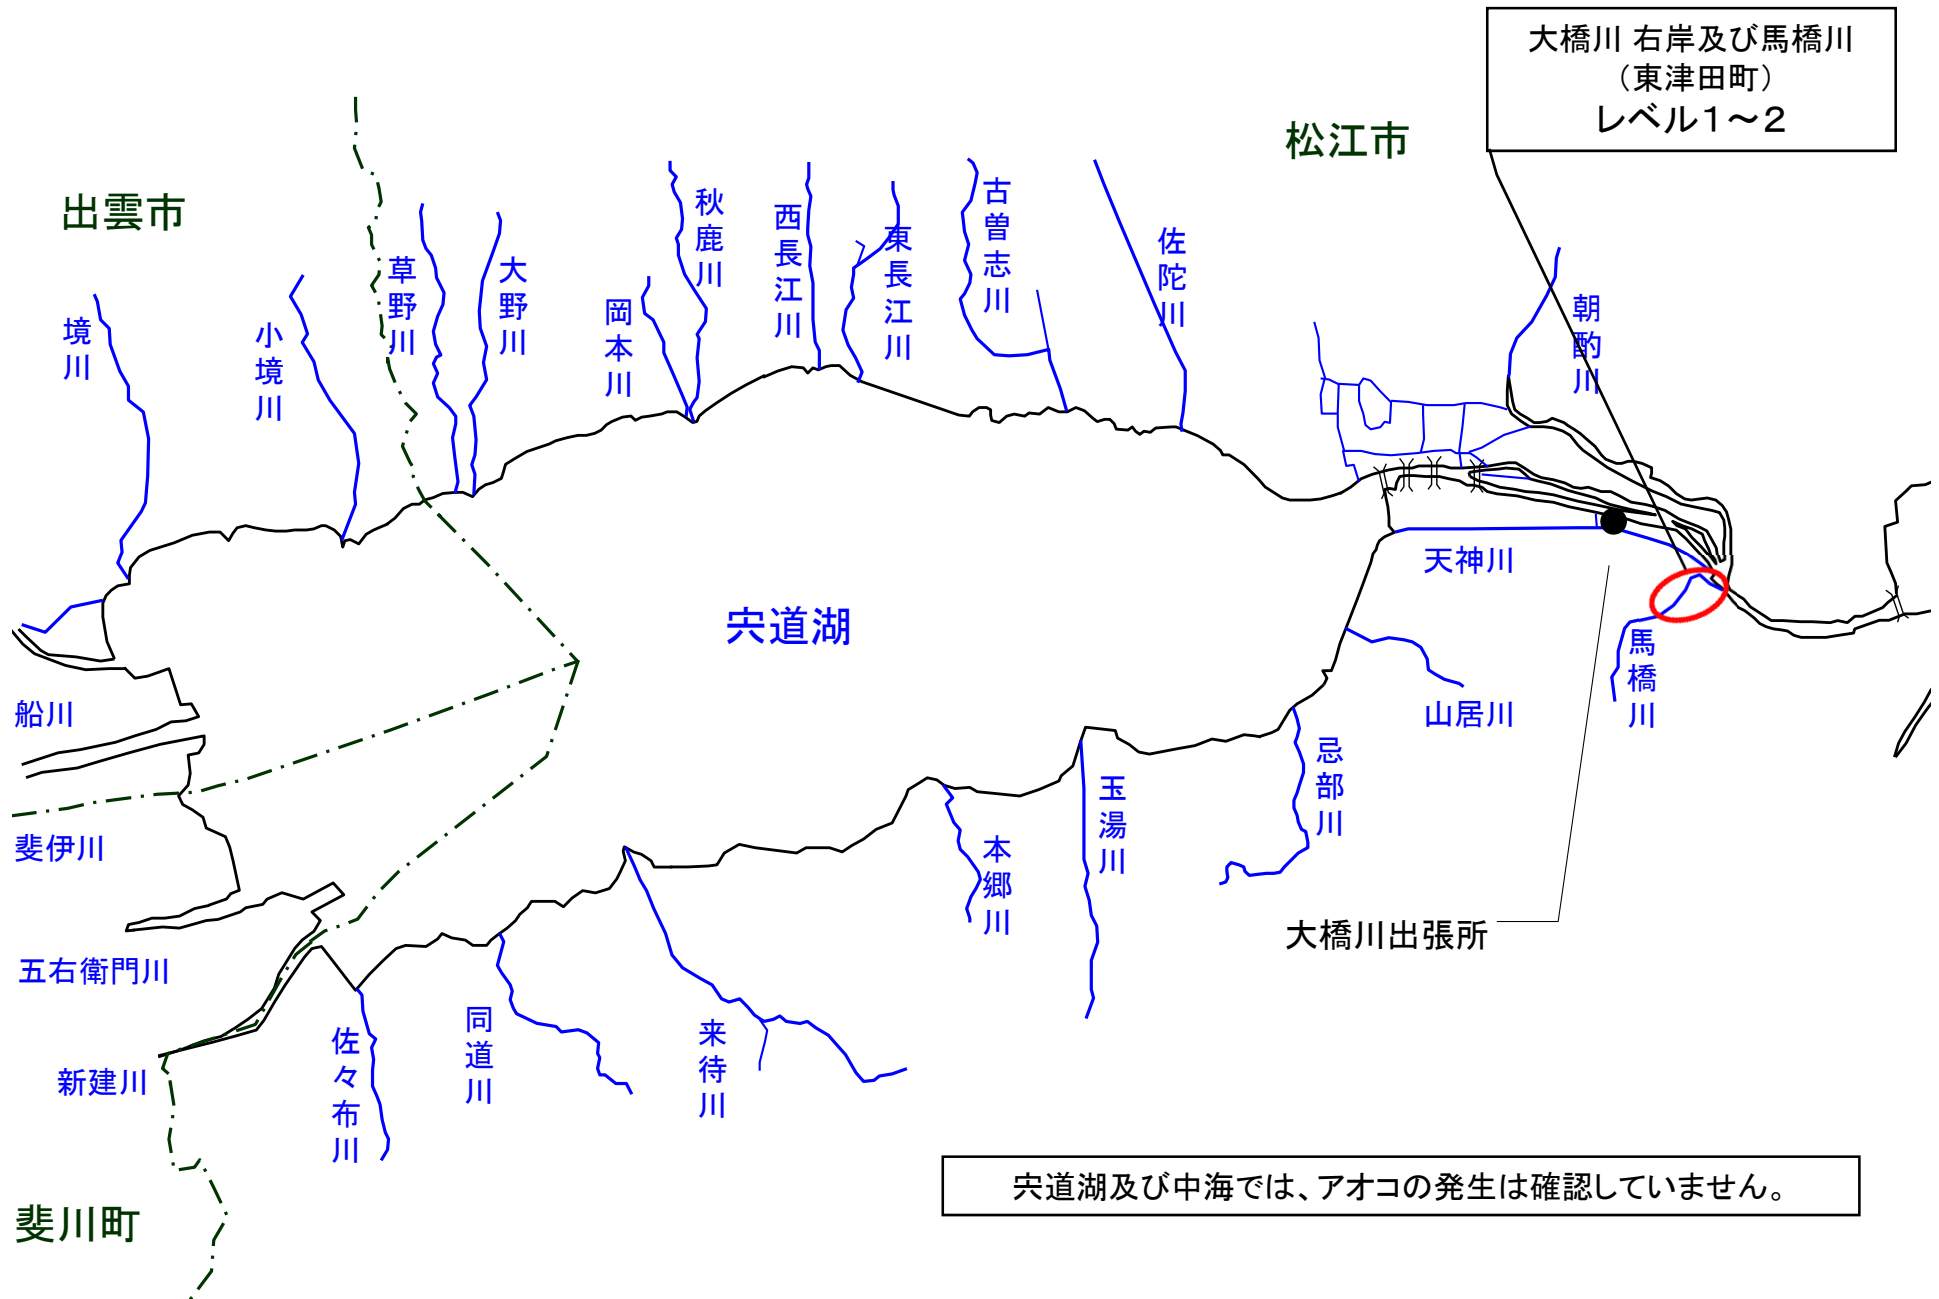 大橋川 右岸及び馬橋川
（東津田町）
レベル１～２
松江市
出雲市
境川
小境川
草野川
大野川
岡本川
秋鹿川
西長江川
東長江川
古曽志川
佐陀川
朝酌川
天神川
宍道湖
馬橋川
山居川
忌部川
玉湯川
本郷川
大橋川出張所
船川
斐伊川
五右衛門川
新建川
佐々布川
同道川
来待川
斐川町
宍道湖及び中海では、アオコの発生は確認していません。